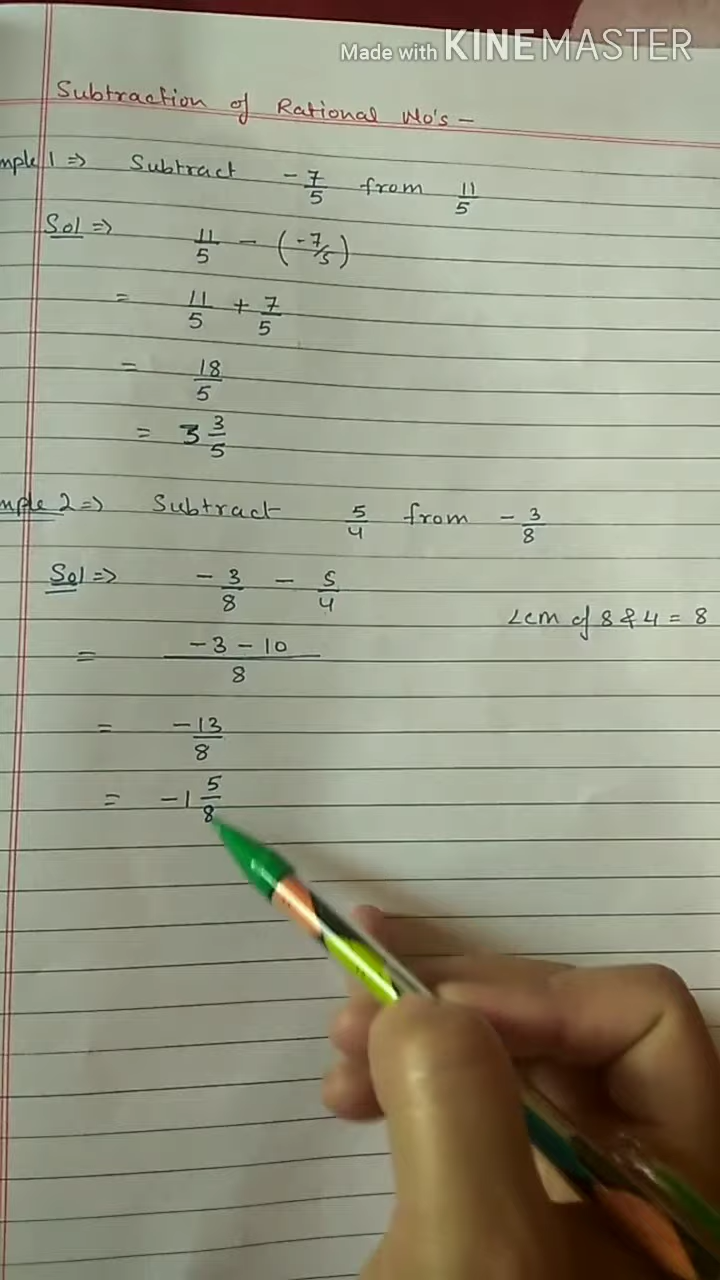 Made with KINEMASTER
Subtraction of Rational No's -
mple 1 => Subtract -7/5 from 11/5
Sol => 11/5 - (-7/5)
= 11/5 + 7/5
= 18/5
= 3 3/5
mple 2 => Subtract 5/4 from -3/8
Sol => -3/8 - 5/4
Lcm of 8 & 4 = 8
= -3 - 10/8
= -13/8
= -1 5/8